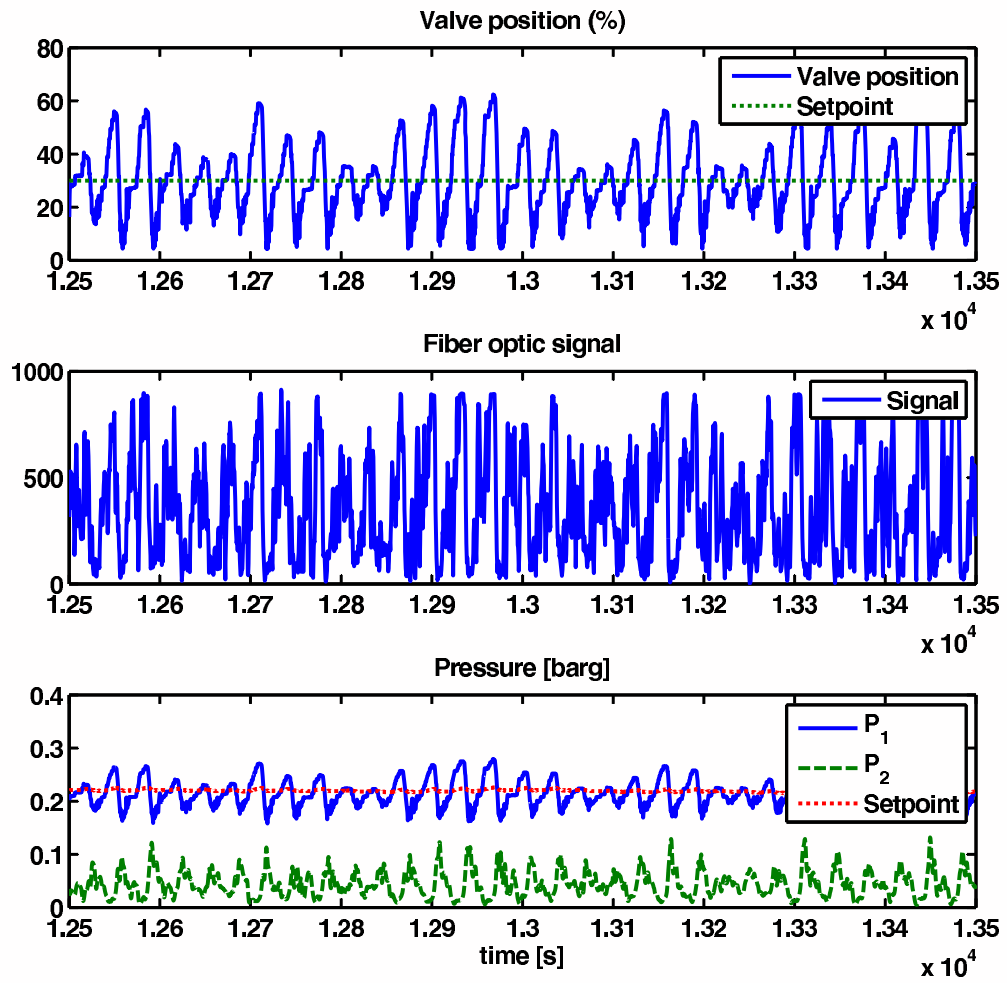 Valve position (%)
80
60
40
20
0
Valve position
Setpoint
1.25 1.26 1.27 1.28 1.29 1.3 1.31 1.32 1.33 1.34 1.35
x 10^4
Fiber optic signal
1000
500
0
Signal
1.25 1.26 1.27 1.28 1.29 1.3 1.31 1.32 1.33 1.34 1.35
x 10^4
Pressure [barg]
0.4
0.3
0.2
0.1
0
P_1
P_2
Setpoint
1.25 1.26 1.27 1.28 1.29 1.3 1.31 1.32 1.33 1.34 1.35
time [s]
x 10^4